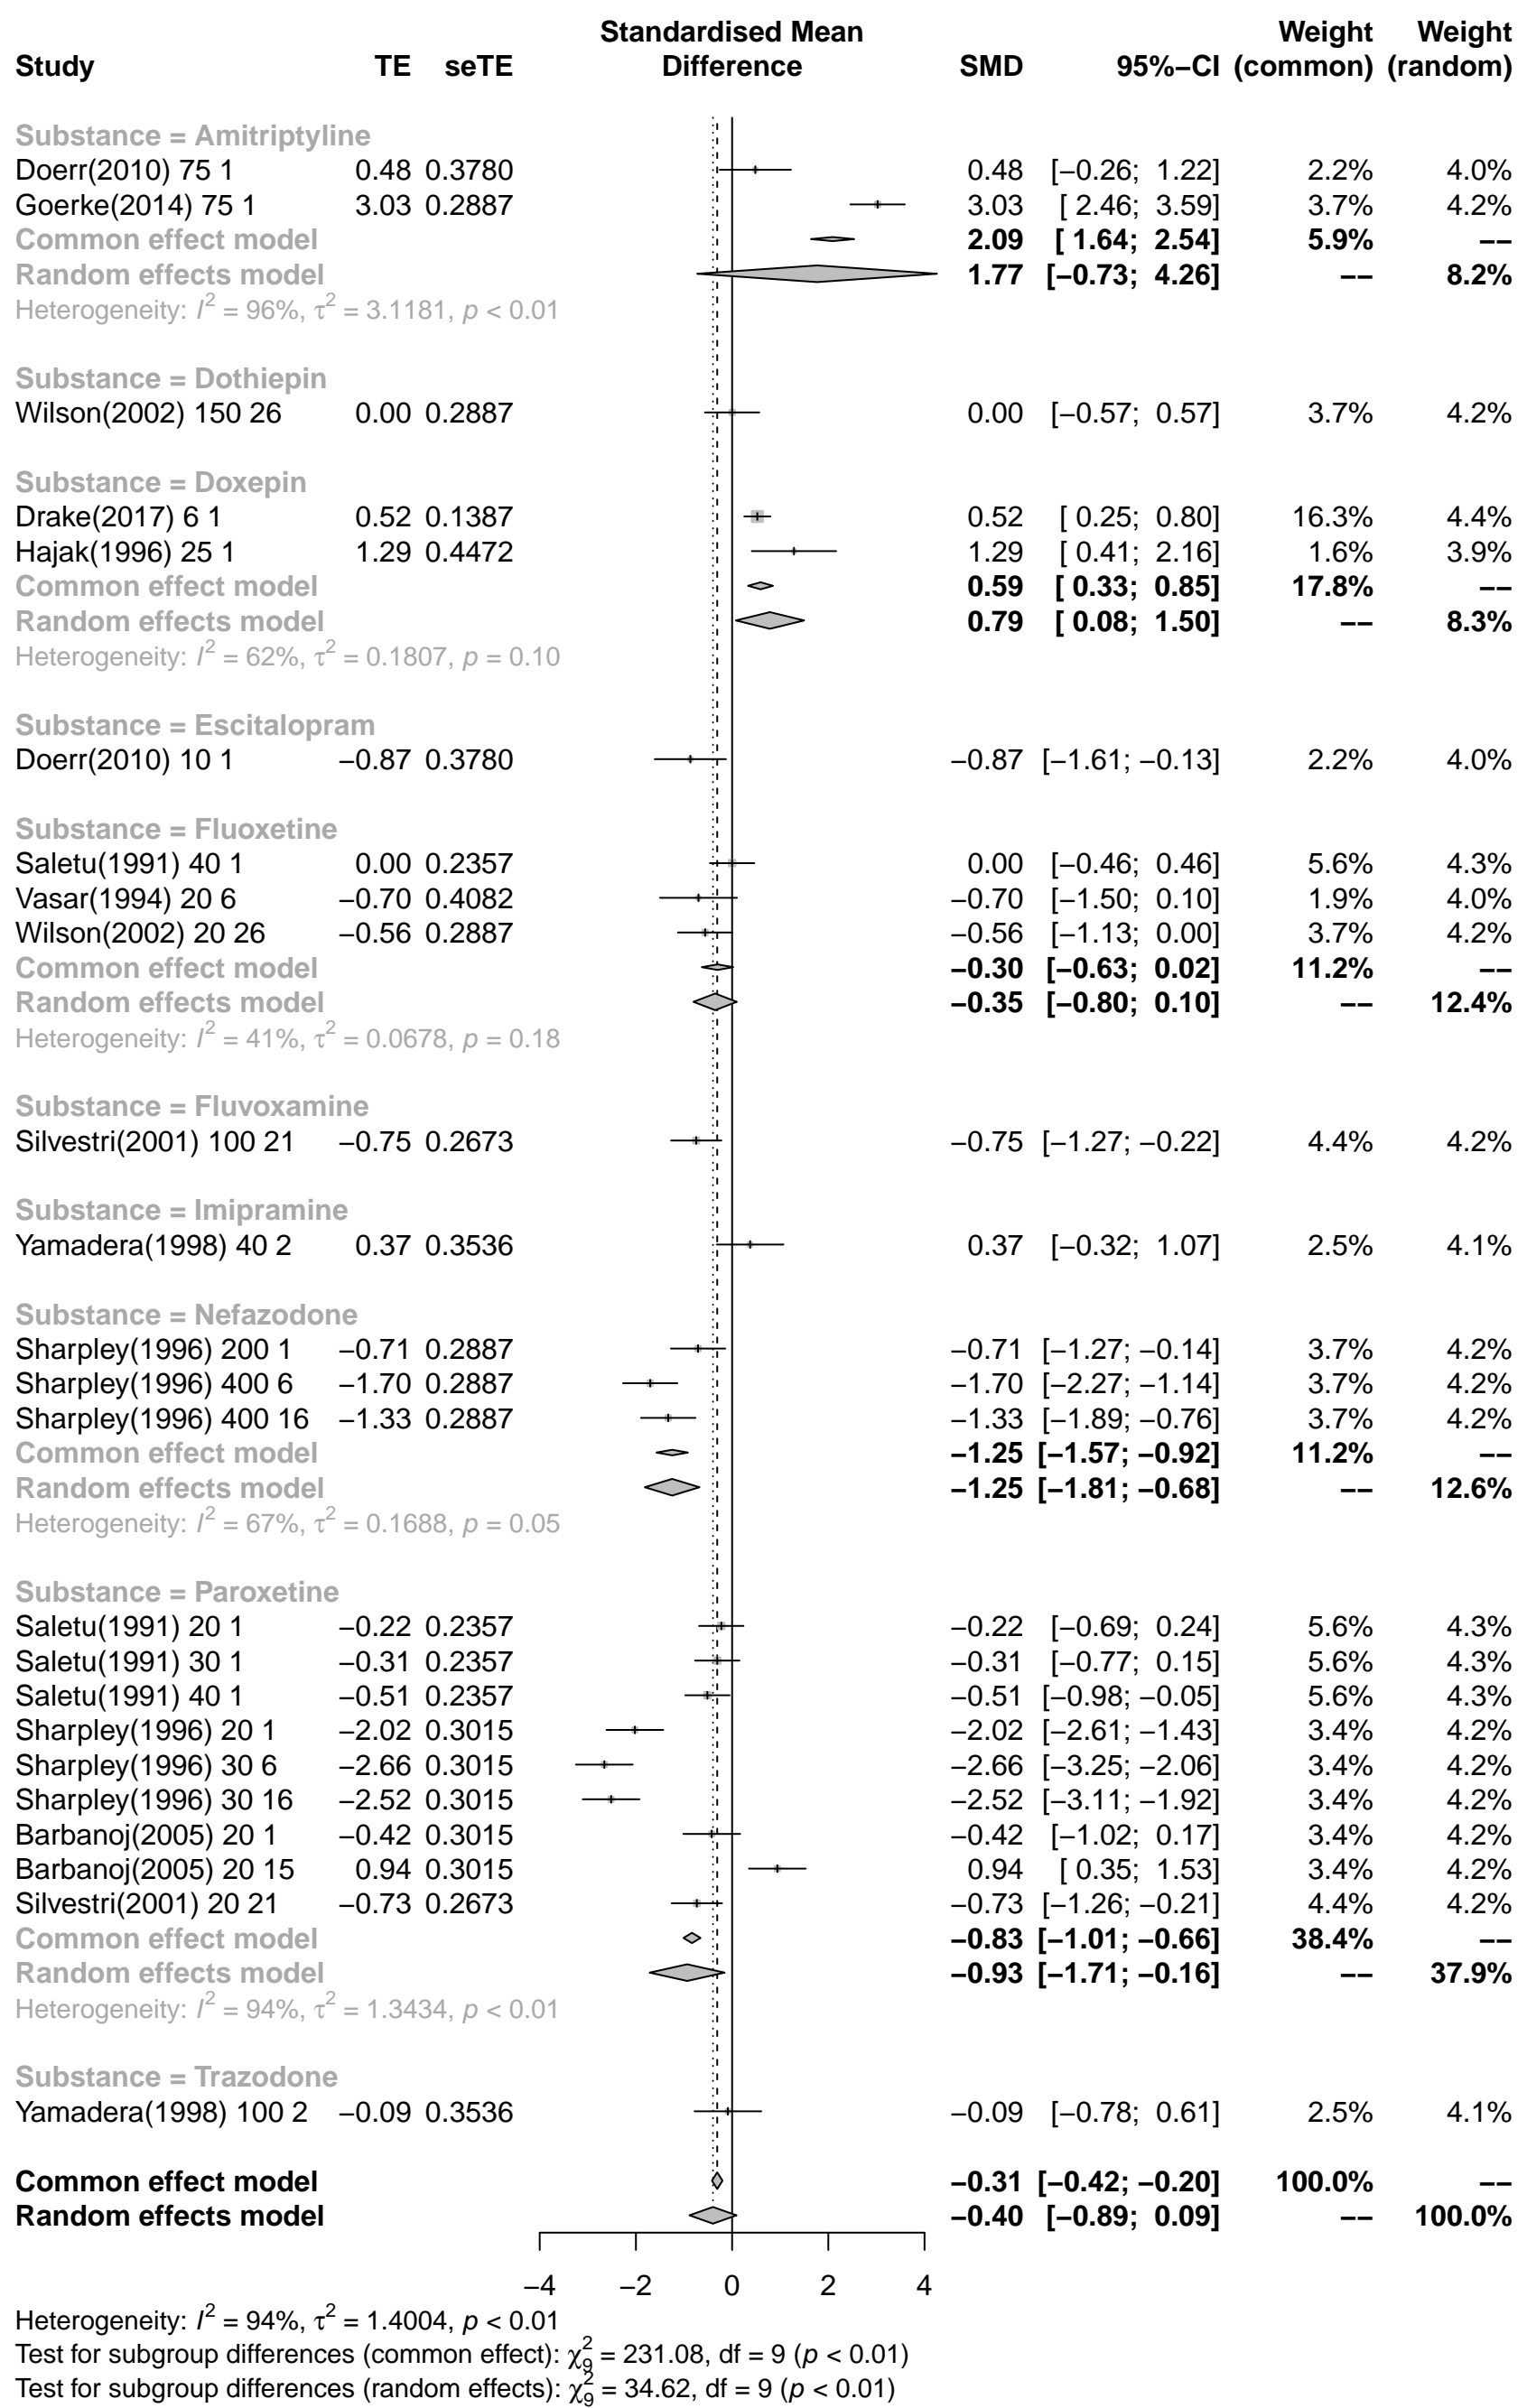 Standardised Mean Weight Weight
Study TE seTE Difference SMD 95%−CI (common) (random)
Substance = Amitriptyline
Doerr(2010) 75 1 0.48 0.3780 0.48 [−0.26; 1.22] 2.2% 4.0%
Goerke(2014) 75 1 3.03 0.2887 3.03 [ 2.46; 3.59] 3.7% 4.2%
Common effect model 2.09 [ 1.64; 2.54] 5.9% −−
Random effects model 1.77 [−0.73; 4.26] −− 8.2%
Heterogeneity: I² = 96%, τ² = 3.1181, p < 0.01
Substance = Dothiepin
Wilson(2002) 150 26 0.00 0.2887 0.00 [−0.57; 0.57] 3.7% 4.2%
Substance = Doxepin
Drake(2017) 6 1 0.52 0.1387 0.52 [ 0.25; 0.80] 16.3% 4.4%
Hajak(1996) 25 1 1.29 0.4472 1.29 [ 0.41; 2.16] 1.6% 3.9%
Common effect model 0.59 [ 0.33; 0.85] 17.8% −−
Random effects model 0.79 [ 0.08; 1.50] −− 8.3%
Heterogeneity: I² = 62%, τ² = 0.1807, p = 0.10
Substance = Escitalopram
Doerr(2010) 10 1 −0.87 0.3780 −0.87 [−1.61; −0.13] 2.2% 4.0%
Substance = Fluoxetine
Saletu(1991) 40 1 0.00 0.2357 0.00 [−0.46; 0.46] 5.6% 4.3%
Vasar(1994) 20 6 −0.70 0.4082 −0.70 [−1.50; 0.10] 1.9% 4.0%
Wilson(2002) 20 26 −0.56 0.2887 −0.56 [−1.13; 0.00] 3.7% 4.2%
Common effect model −0.30 [−0.63; 0.02] 11.2% −−
Random effects model −0.35 [−0.80; 0.10] −− 12.4%
Heterogeneity: I² = 41%, τ² = 0.0678, p = 0.18
Substance = Fluvoxamine
Silvestri(2001) 100 21 −0.75 0.2673 −0.75 [−1.27; −0.22] 4.4% 4.2%
Substance = Imipramine
Yamadera(1998) 40 2 0.37 0.3536 0.37 [−0.32; 1.07] 2.5% 4.1%
Substance = Nefazodone
Sharpley(1996) 200 1 −0.71 0.2887 −0.71 [−1.27; −0.14] 3.7% 4.2%
Sharpley(1996) 400 6 −1.70 0.2887 −1.70 [−2.27; −1.14] 3.7% 4.2%
Sharpley(1996) 400 16 −1.33 0.2887 −1.33 [−1.89; −0.76] 3.7% 4.2%
Common effect model −1.25 [−1.57; −0.92] 11.2% −−
Random effects model −1.25 [−1.81; −0.68] −− 12.6%
Heterogeneity: I² = 67%, τ² = 0.1688, p = 0.05
Substance = Paroxetine
Saletu(1991) 20 1 −0.22 0.2357 −0.22 [−0.69; 0.24] 5.6% 4.3%
Saletu(1991) 30 1 −0.31 0.2357 −0.31 [−0.77; 0.15] 5.6% 4.3%
Saletu(1991) 40 1 −0.51 0.2357 −0.51 [−0.98; −0.05] 5.6% 4.3%
Sharpley(1996) 20 1 −2.02 0.3015 −2.02 [−2.61; −1.43] 3.4% 4.2%
Sharpley(1996) 30 6 −2.66 0.3015 −2.66 [−3.25; −2.06] 3.4% 4.2%
Sharpley(1996) 30 16 −2.52 0.3015 −2.52 [−3.11; −1.92] 3.4% 4.2%
Barbanoj(2005) 20 1 −0.42 0.3015 −0.42 [−1.02; 0.17] 3.4% 4.2%
Barbanoj(2005) 20 15 0.94 0.3015 0.94 [ 0.35; 1.53] 3.4% 4.2%
Silvestri(2001) 20 21 −0.73 0.2673 −0.73 [−1.26; −0.21] 4.4% 4.2%
Common effect model −0.83 [−1.01; −0.66] 38.4% −−
Random effects model −0.93 [−1.71; −0.16] −− 37.9%
Heterogeneity: I² = 94%, τ² = 1.3434, p < 0.01
Substance = Trazodone
Yamadera(1998) 100 2 −0.09 0.3536 −0.09 [−0.78; 0.61] 2.5% 4.1%
Common effect model −0.31 [−0.42; −0.20] 100.0% −−
Random effects model −0.40 [−0.89; 0.09] −− 100.0%
−4 −2 0 2 4
Heterogeneity: I² = 94%, τ² = 1.4004, p < 0.01
Test for subgroup differences (common effect): χ²₉ = 231.08, df = 9 (p < 0.01)
Test for subgroup differences (random effects): χ²₉ = 34.62, df = 9 (p < 0.01)